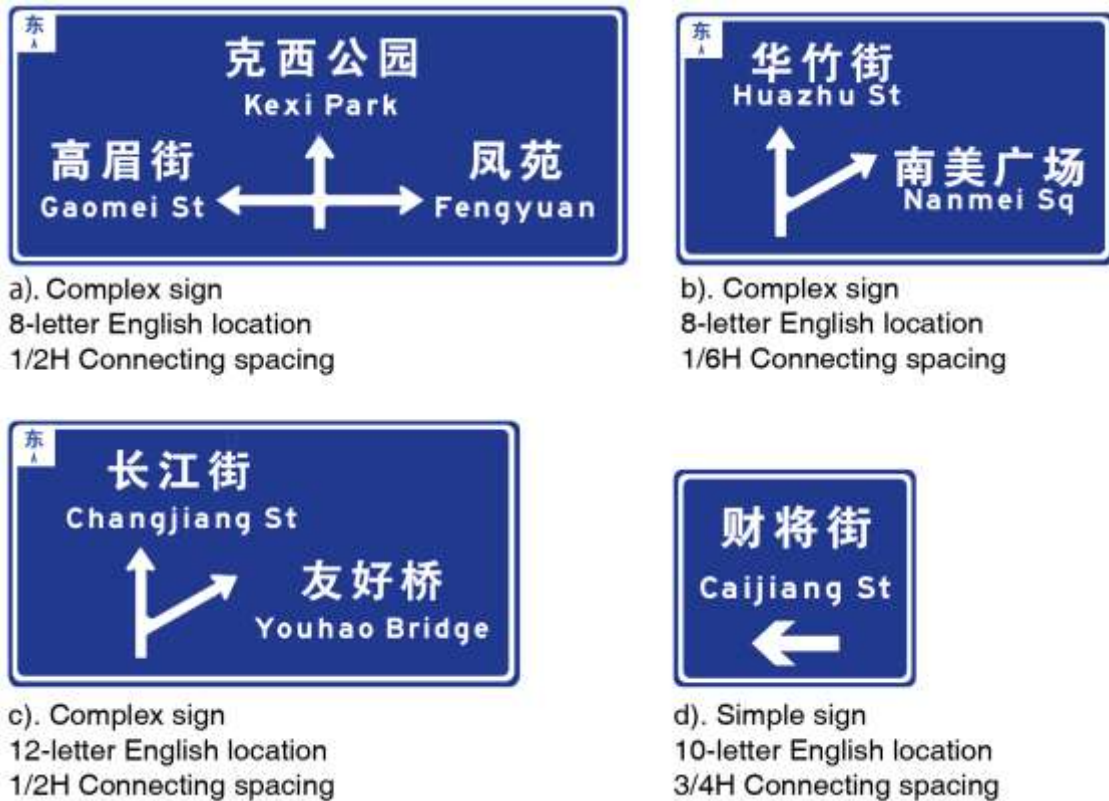 东
克西公园
Kexi Park
高眉街
Gaomei St
凤苑
Fengyuan
a). Complex sign
8-letter English location
1/2H Connecting spacing
东
华竹街
Huazhu St
南美广场
Nanmei Sq
b). Complex sign
8-letter English location
1/6H Connecting spacing
东
长江街
Changjiang St
友好桥
Youhao Bridge
c). Complex sign
12-letter English location
1/2H Connecting spacing
财将街
Caijiang St
d). Simple sign
10-letter English location
3/4H Connecting spacing